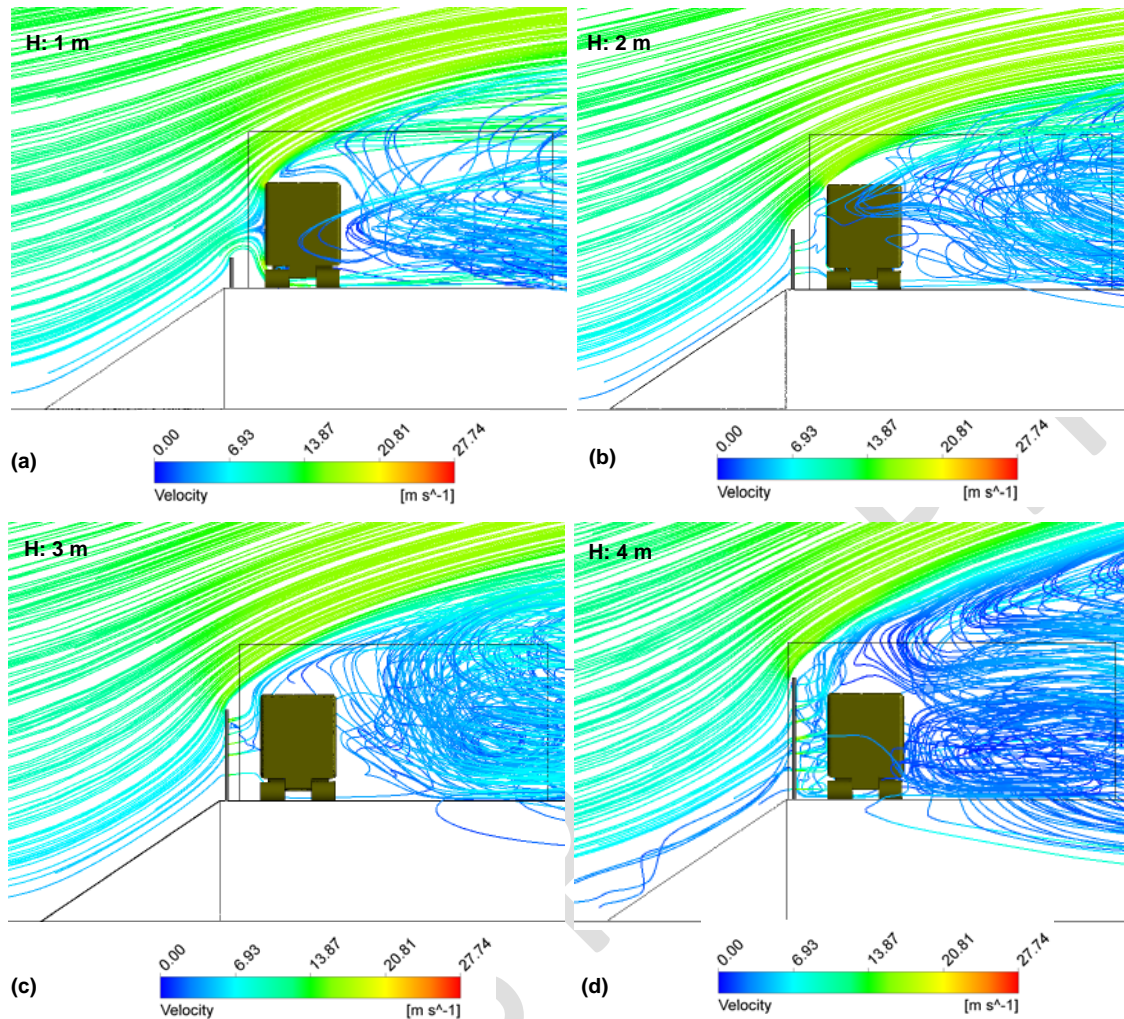 H: 1 m
H: 2 m
0.00 6.93 13.87 20.81 27.74
Velocity [m s^-1]
(a)
0.00 6.93 13.87 20.81 27.74
Velocity [m s^-1]
(b)
H: 3 m
H: 4 m
0.00 6.93 13.87 20.81 27.74
Velocity [m s^-1]
(c)
0.00 6.93 13.87 20.81 27.74
Velocity [m s^-1]
(d)